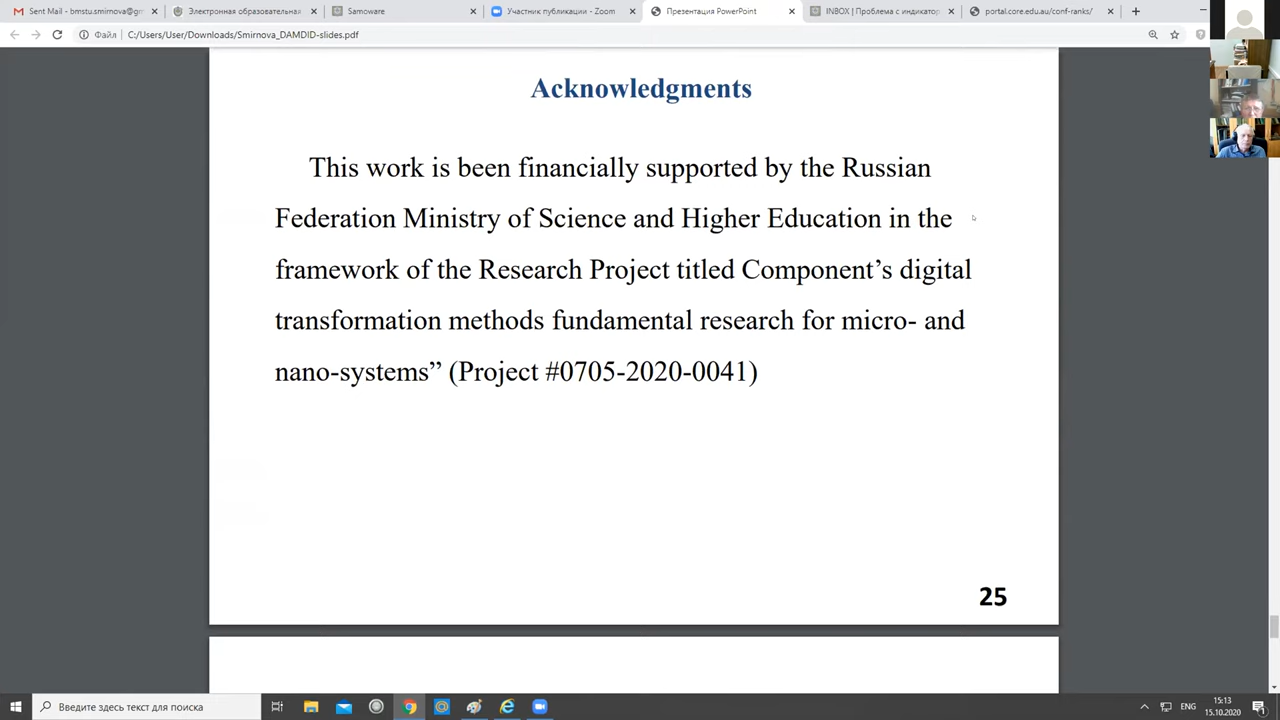 Sent Mail - bmstu.smirnova@gr
Электронная образовательная
Samoware
Участник публикации - Zoom
Презентация PowerPoint
INBOX | Проблема с индикатор
portal.core.edu.au/conf-ranks/
Файл
C:/Users/User/Downloads/Smirnova_DAMDID-slides.pdf
Acknowledgments
This work is been financially supported by the Russian
Federation Ministry of Science and Higher Education in the
framework of the Research Project titled Component’s digital
transformation methods fundamental research for micro- and
nano-systems” (Project #0705-2020-0041)
25
Введите здесь текст для поиска
ENG
15:13
15.10.2020